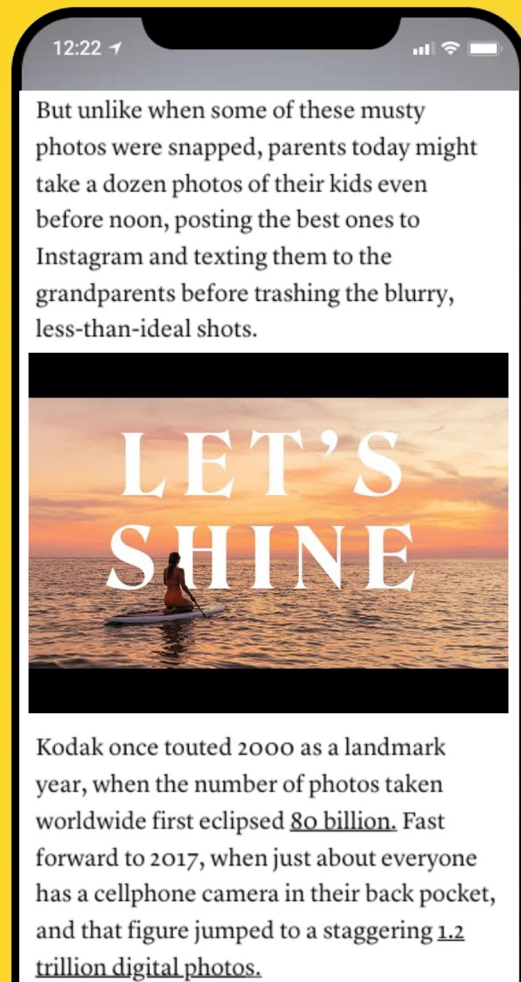 12:22
But unlike when some of these musty
photos were snapped, parents today might
take a dozen photos of their kids even
before noon, posting the best ones to
Instagram and texting them to the
grandparents before trashing the blurry,
less-than-ideal shots.
LET’S
SHINE
Kodak once touted 2000 as a landmark
year, when the number of photos taken
worldwide first eclipsed 80 billion. Fast
forward to 2017, when just about everyone
has a cellphone camera in their back pocket,
and that figure jumped to a staggering 1.2
trillion digital photos.